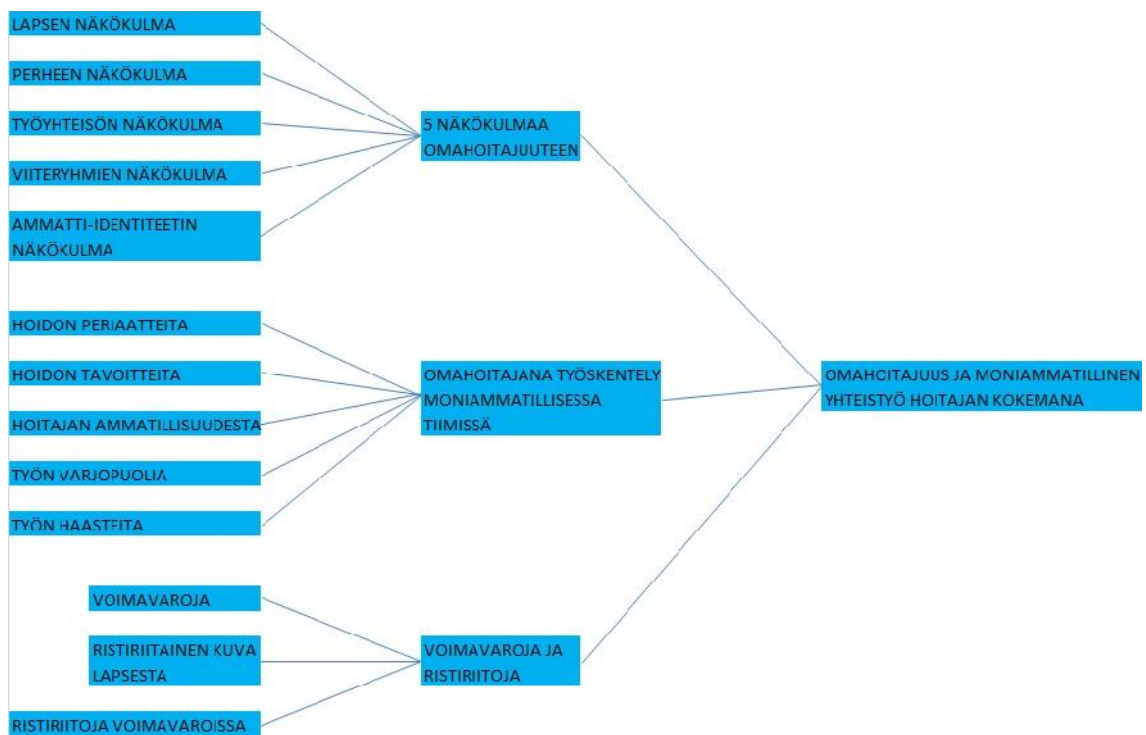 LAPSEN NÄKÖKULMA
PERHEEN NÄKÖKULMA
TYÖYHTEISÖN NÄKÖKULMA
VIITERYHMIEN NÄKÖKULMA
AMMATTI-IDENTITEETIN
NÄKÖKULMA
5 NÄKÖKULMAA
OMAHOITAJUUTEEN
HOIDON PERIAATTEITA
HOIDON TAVOITTEITA
HOITAJAN AMMATILLISUUDESTA
TYÖN VARJOPUOLIA
TYÖN HAASTEITA
OMAHOITAJANA TYÖSKENTELY
MONIAMMATILLISESSA
TIIMISSÄ
VOIMAVAROJA
RISTIRIITAINEN KUVA
LAPSESTA
RISTIRIITOJA VOIMAVAROISSA
VOIMAVAROJA JA
RISTIRIITOJA
OMAHOITAJUUS JA MONIAMMATILLINEN
YHTEISTYÖ HOITAJAN KOKEMANA